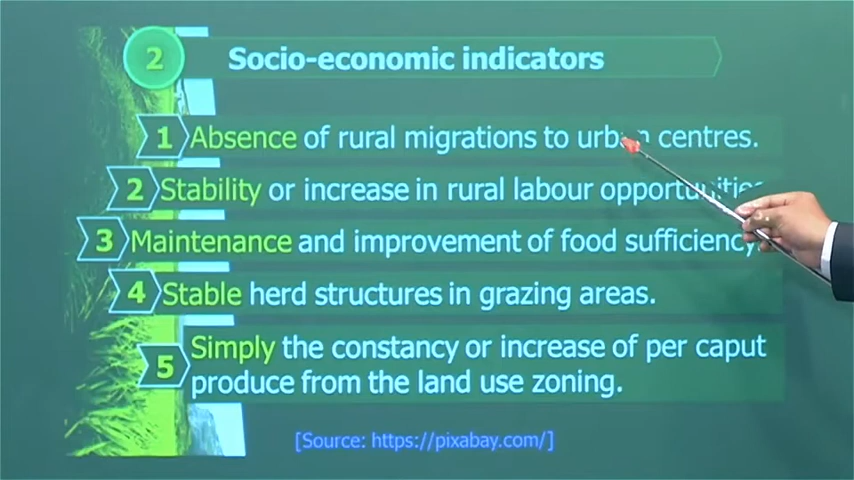 2 Socio-economic indicators
1 Absence of rural migrations to urban centres.
2 Stability or increase in rural labour opportunities
3 Maintenance and improvement of food sufficiency.
4 Stable herd structures in grazing areas.
5 Simply the constancy or increase of per caput
produce from the land use zoning.
[Source: https://pixabay.com/]